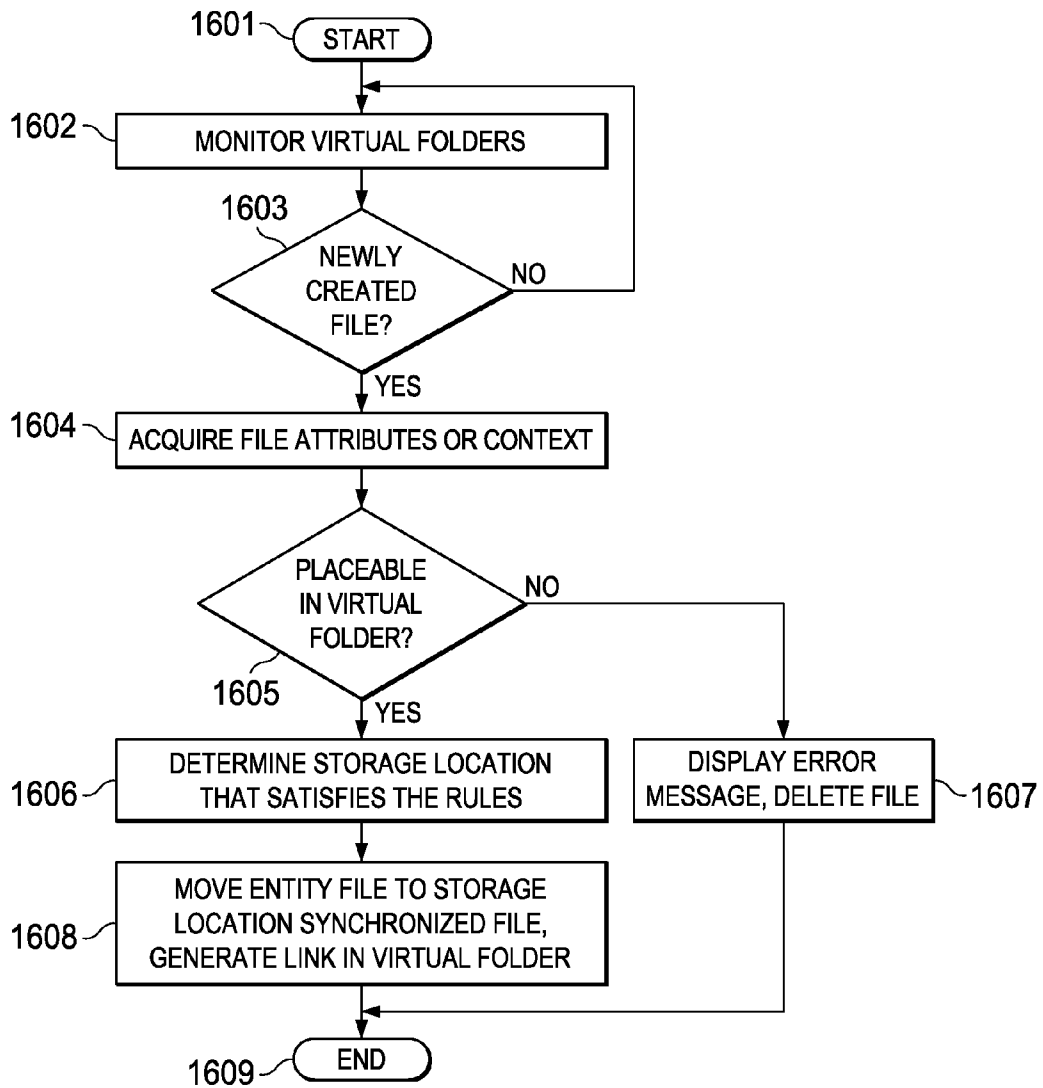 1601
START
1602
MONITOR VIRTUAL FOLDERS
1603
NEWLY
CREATED
FILE?
NO
YES
1604
ACQUIRE FILE ATTRIBUTES OR CONTEXT
PLACEABLE
IN VIRTUAL
FOLDER?
NO
1605
YES
1606
DETERMINE STORAGE LOCATION
THAT SATISFIES THE RULES
DISPLAY ERROR
MESSAGE, DELETE FILE
1607
1608
MOVE ENTITY FILE TO STORAGE
LOCATION SYNCHRONIZED FILE,
GENERATE LINK IN VIRTUAL FOLDER
1609
END